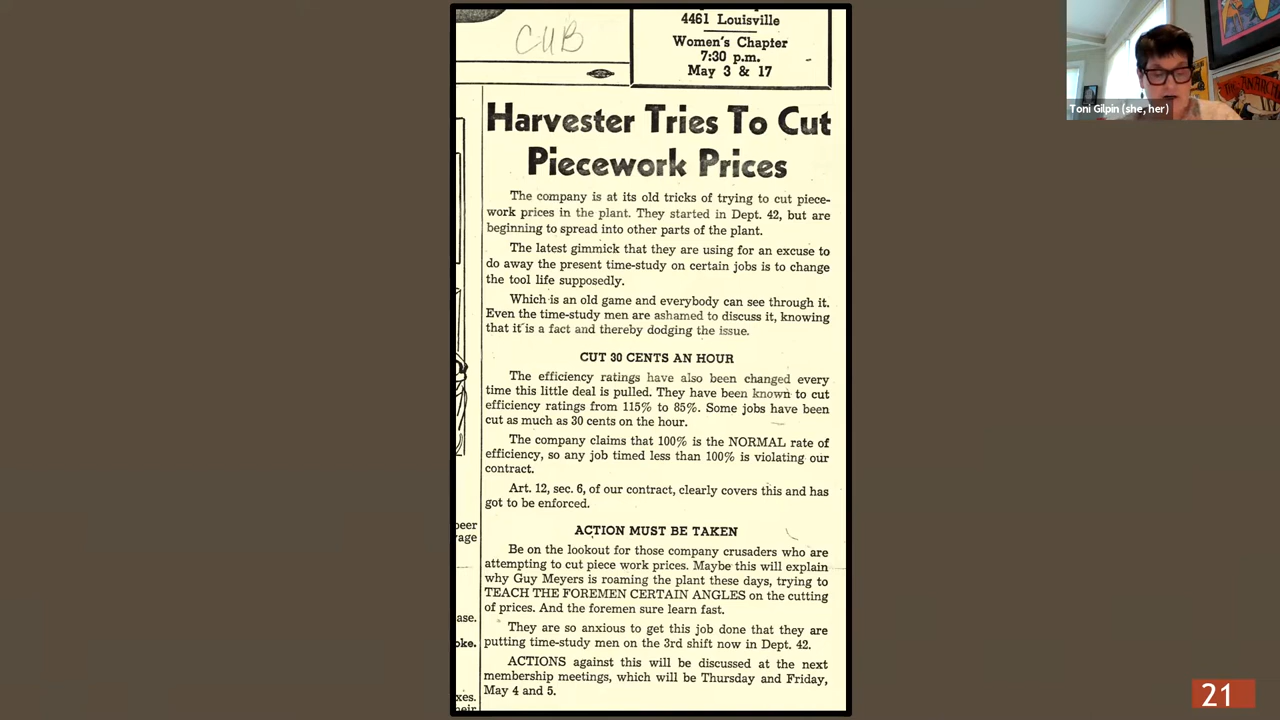 CUB
4461 Louisville
Women's Chapter
7:30 p.m.
May 3 & 17
Harvester Tries To Cut
Piecework Prices
The company is at its old tricks of trying to cut piece-
work prices in the plant. They started in Dept. 42, but are
beginning to spread into other parts of the plant.
The latest gimmick that they are using for an excuse to
do away the present time-study on certain jobs is to change
the tool life supposedly.
Which is an old game and everybody can see through it.
Even the time-study men are ashamed to discuss it, knowing
that it is a fact and thereby dodging the issue.
CUT 30 CENTS AN HOUR
The efficiency ratings have also been changed every
time this little deal is pulled. They have been known to cut
efficiency ratings from 115% to 85%. Some jobs have been
cut as much as 30 cents on the hour.
The company claims that 100% is the NORMAL rate of
efficiency, so any job timed less than 100% is violating our
contract.
Art. 12, sec. 6, of our contract, clearly covers this and has
got to be enforced.
ACTION MUST BE TAKEN
Be on the lookout for those company crusaders who are
attempting to cut piece work prices. Maybe this will explain
why Guy Meyers is roaming the plant these days, trying to
TEACH THE FOREMEN CERTAIN ANGLES on the cutting
of prices. And the foremen sure learn fast.
They are so anxious to get this job done that they are
putting time-study men on the 3rd shift now in Dept. 42.
ACTIONS against this will be discussed at the next
membership meetings, which will be Thursday and Friday,
May 4 and 5.
Toni Gilpin (she, her)
21